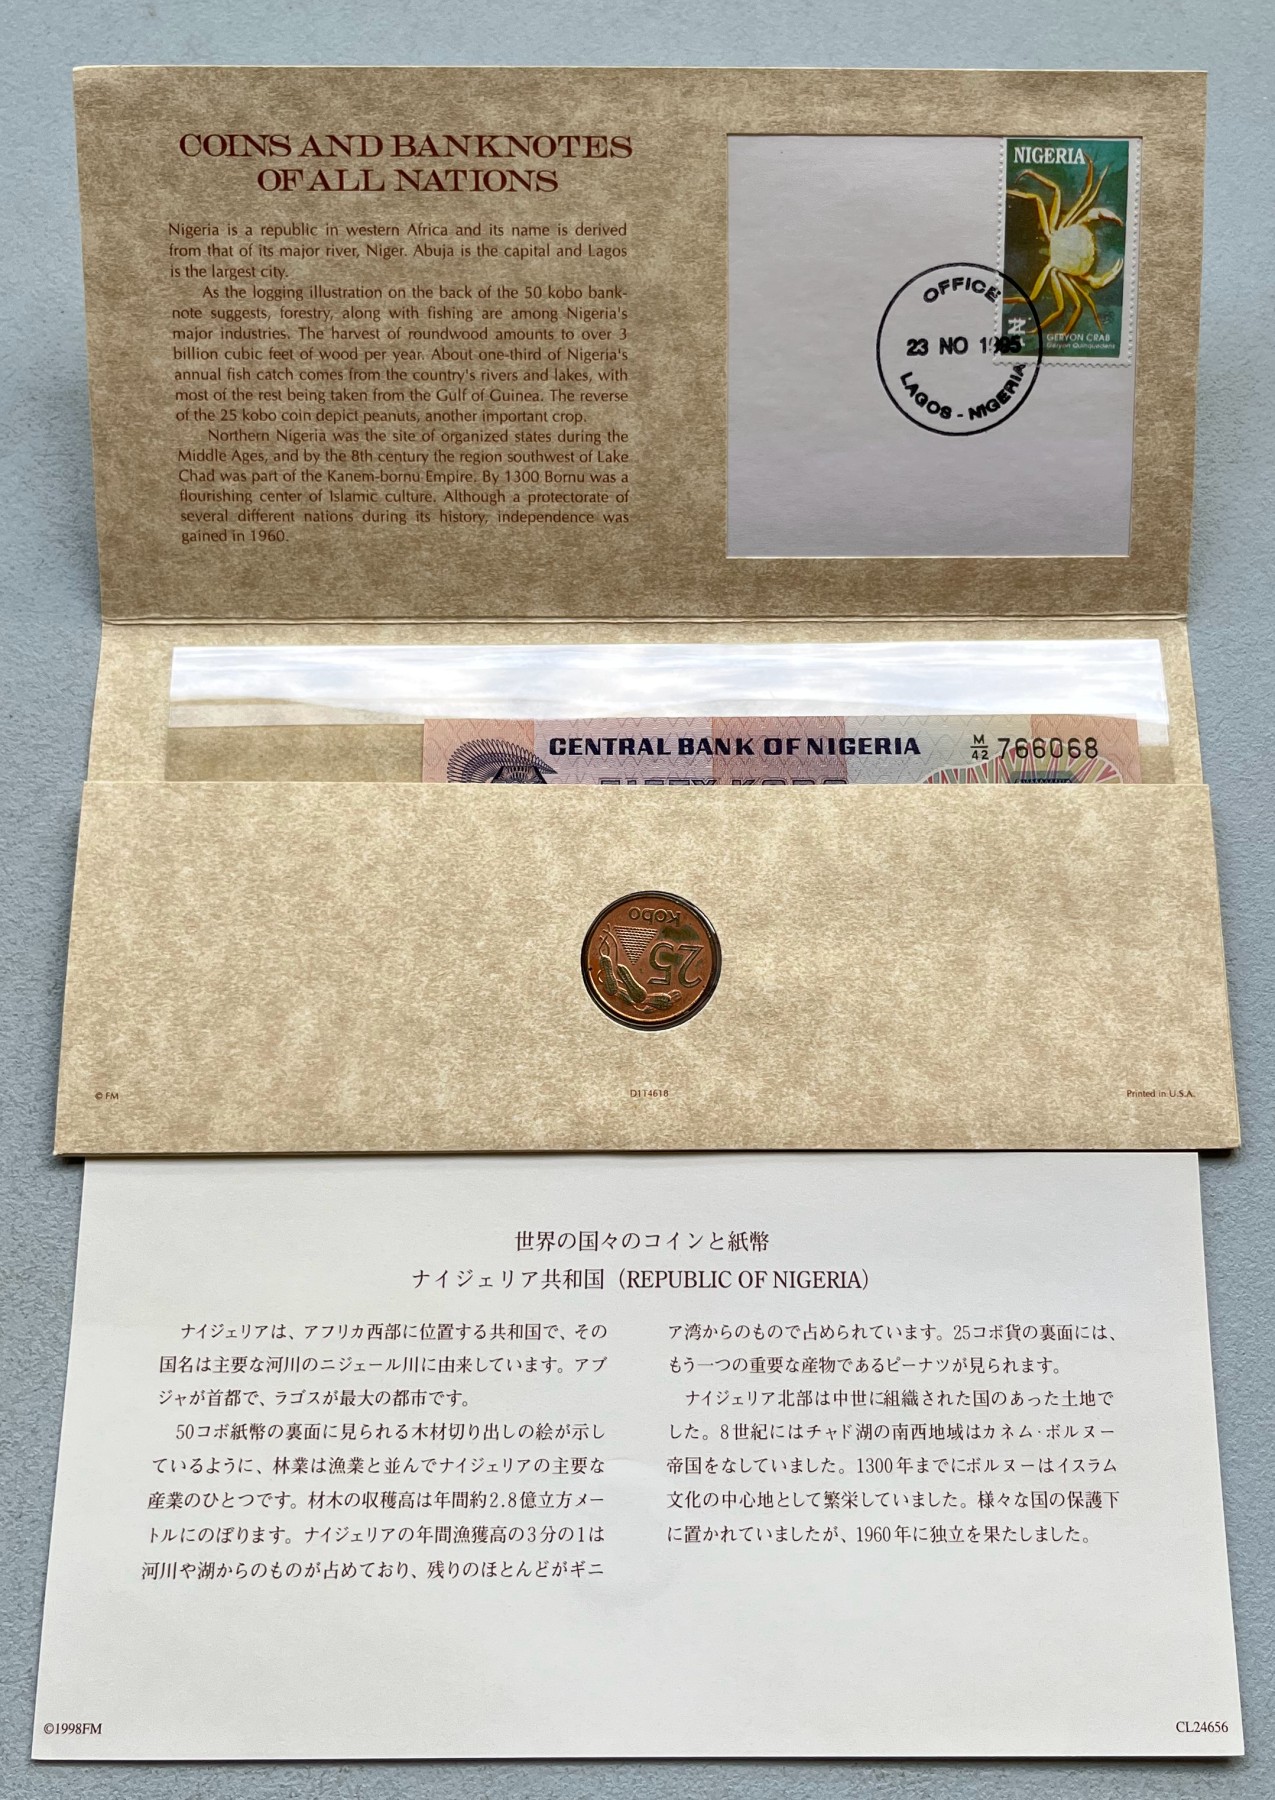 COINS AND BANKNOTES
OF ALL NATIONS
Nigeria is a republic in western Africa and its name is derived
from that of its major river, Niger. Abuja is the capital and Lagos
is the largest city.
As the logging illustration on the back of the 50 kobo bank-
note suggests, forestry, along with fishing are among Nigeria's
major industries. The harvest of roundwood amounts to over 3
billion cubic feet of wood per year. About one-third of Nigeria's
annual fish catch comes from the country's rivers and lakes, with
most of the rest being taken from the Gulf of Guinea. The reverse
of the 25 kobo coin depict peanuts, another important crop.
Northern Nigeria was the site of organized states during the
Middle Ages, and by the 8th century the region southwest of Lake
Chad was part of the Kanem-bornu Empire. By 1300 Bornu was a
flourishing center of Islamic culture. Although a protectorate of
several different nations during its history, independence was
gained in 1960.
NIGERIA
GERYON CRAB
Geryon Quinquedens
OFFICE
23 NO 1995
LAGOS - NIGERIA
CENTRAL BANK OF NIGERIA
M/42 766068
FIFTY KOBO
25
KOBO
© FM
D114618
Printed in U.S.A.
世界の国々のコインと紙幣
ナイジェリア共和国（REPUBLIC OF NIGERIA）
ナイジェリアは、アフリカ西部に位置する共和国で、その
国名は主要な河川のニジェール川に由来しています。アブ
ジャが首都で、ラゴスが最大の都市です。
50コボ紙幣の裏面に見られる木材切り出しの絵が示し
ているように、林業は漁業と並んでナイジェリアの主要な
産業のひとつです。材木の収穫高は年間約2.8億立方メー
トルにのぼります。ナイジェリアの年間漁獲高の3分の1は
河川や湖からのものが占めており、残りのほとんどがギニ
ア湾からのもので占められています。25コボ貨の裏面には、
もう一つの重要な産物であるピーナツが見られます。
ナイジェリア北部は中世に組織された国のあった土地で
した。8世紀にはチャド湖の南西地域はカネム·ボルヌー
帝国をなしていました。1300年までにボルヌーはイスラム
文化の中心地として繁栄していました。様々な国の保護下
に置かれていましたが、1960年に独立を果たしました。
©1998FM
CL24656